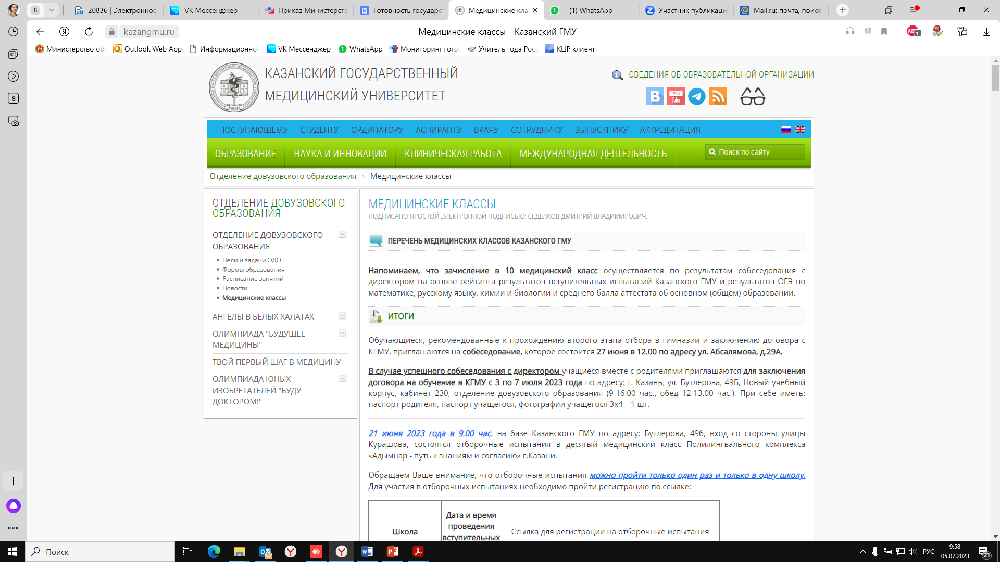 8
20836 | Электронное
VK Мессенджер
Приказ Министерств
Готовность государст
Медицинские клас
(1) WhatsApp
Участник публикации
Mail.ru: почта, поиск
kazangmu.ru
Медицинские классы - Казанский ГМУ
Министерство об
Outlook Web App
Информационно-
VK Мессенджер
WhatsApp
Мониторинг гото
Учитель года Росс
КЦР клиент
8
КАЗАНСКИЙ ГОСУДАРСТВЕННЫЙ
МЕДИЦИНСКИЙ УНИВЕРСИТЕТ
1814
СВЕДЕНИЯ ОБ ОБРАЗОВАТЕЛЬНОЙ ОРГАНИЗАЦИИ
You
Tube
ПОСТУПАЮЩЕМУ СТУДЕНТУ ОРДИНАТОРУ АСПИРАНТУ ВРАЧУ СОТРУДНИКУ ВЫПУСКНИКУ АККРЕДИТАЦИЯ
ОБРАЗОВАНИЕ НАУКА И ИННОВАЦИИ КЛИНИЧЕСКАЯ РАБОТА МЕЖДУНАРОДНАЯ ДЕЯТЕЛЬНОСТЬ Поиск по сайту
Отделение довузовского образования > Медицинские классы
ОТДЕЛЕНИЕ ДОВУЗОВСКОГО
ОБРАЗОВАНИЯ
ОТДЕЛЕНИЕ ДОВУЗОВСКОГО
ОБРАЗОВАНИЯ
Цели и задачи ОДО
Формы образования
Расписание занятий
Новости
Медицинские классы
АНГЕЛЫ В БЕЛЫХ ХАЛАТАХ
ОЛИМПИАДА "БУДУЩЕЕ
МЕДИЦИНЫ"
ТВОЙ ПЕРВЫЙ ШАГ В МЕДИЦИНУ
ОЛИМПИАДА ЮНЫХ
ИЗОБРЕТАТЕЛЕЙ "БУДУ
ДОКТОРОМ!"
МЕДИЦИНСКИЕ КЛАССЫ
ПОДПИСАНО ПРОСТОЙ ЭЛЕКТРОННОЙ ПОДПИСЬЮ: СЕДЕЛКОВ ДМИТРИЙ ВЛАДИМИРОВИЧ.
ПЕРЕЧЕНЬ МЕДИЦИНСКИХ КЛАССОВ КАЗАНСКОГО ГМУ
Напоминаем, что зачисление в 10 медицинский класс осуществляется по результатам собеседования с
директором на основе рейтинга результатов вступительных испытаний Казанского ГМУ и результатов ОГЭ по
математике, русскому языку, химии и биологии и среднего балла аттестата об основном (общем) образовании.
ИТОГИ
Обучающиеся, рекомендованные к прохождению второго этапа отбора в гимназии и заключению договора с
КГМУ, приглашаются на собеседование, которое состоится 27 июня в 12.00 по адресу ул. Абсалямова, д.29А.
В случае успешного собеседования с директором учащиеся вместе с родителями приглашаются для заключения
договора на обучение в КГМУ с 3 по 7 июля 2023 года по адресу: г. Казань, ул. Бутлерова, 49Б, Новый учебный
корпус, кабинет 230, отделение довузовского образования (9-16.00 час., обед 12-13.00 час.). При себе иметь:
паспорт родителя, паспорт учащегося, фотографии учащегося 3х4 – 1 шт.
21 июня 2023 года в 9.00 час. на базе Казанского ГМУ по адресу: Бутлерова, 49б, вход со стороны улицы
Курашова, состоятся отборочные испытания в десятый медицинский класс Полилингвального комплекса
«Адымнар - путь к знаниям и согласию» г.Казани.
Обращаем Ваше внимание, что отборочные испытания можно пройти только один раз и только в одну школу.
Для участия в отборочных испытаниях необходимо пройти регистрацию по ссылке:
Школа
Дата и время
проведения
вступительных
Ссылка для регистрации на отборочные испытания
Поиск
РУС
9:58
05.07.2023
21